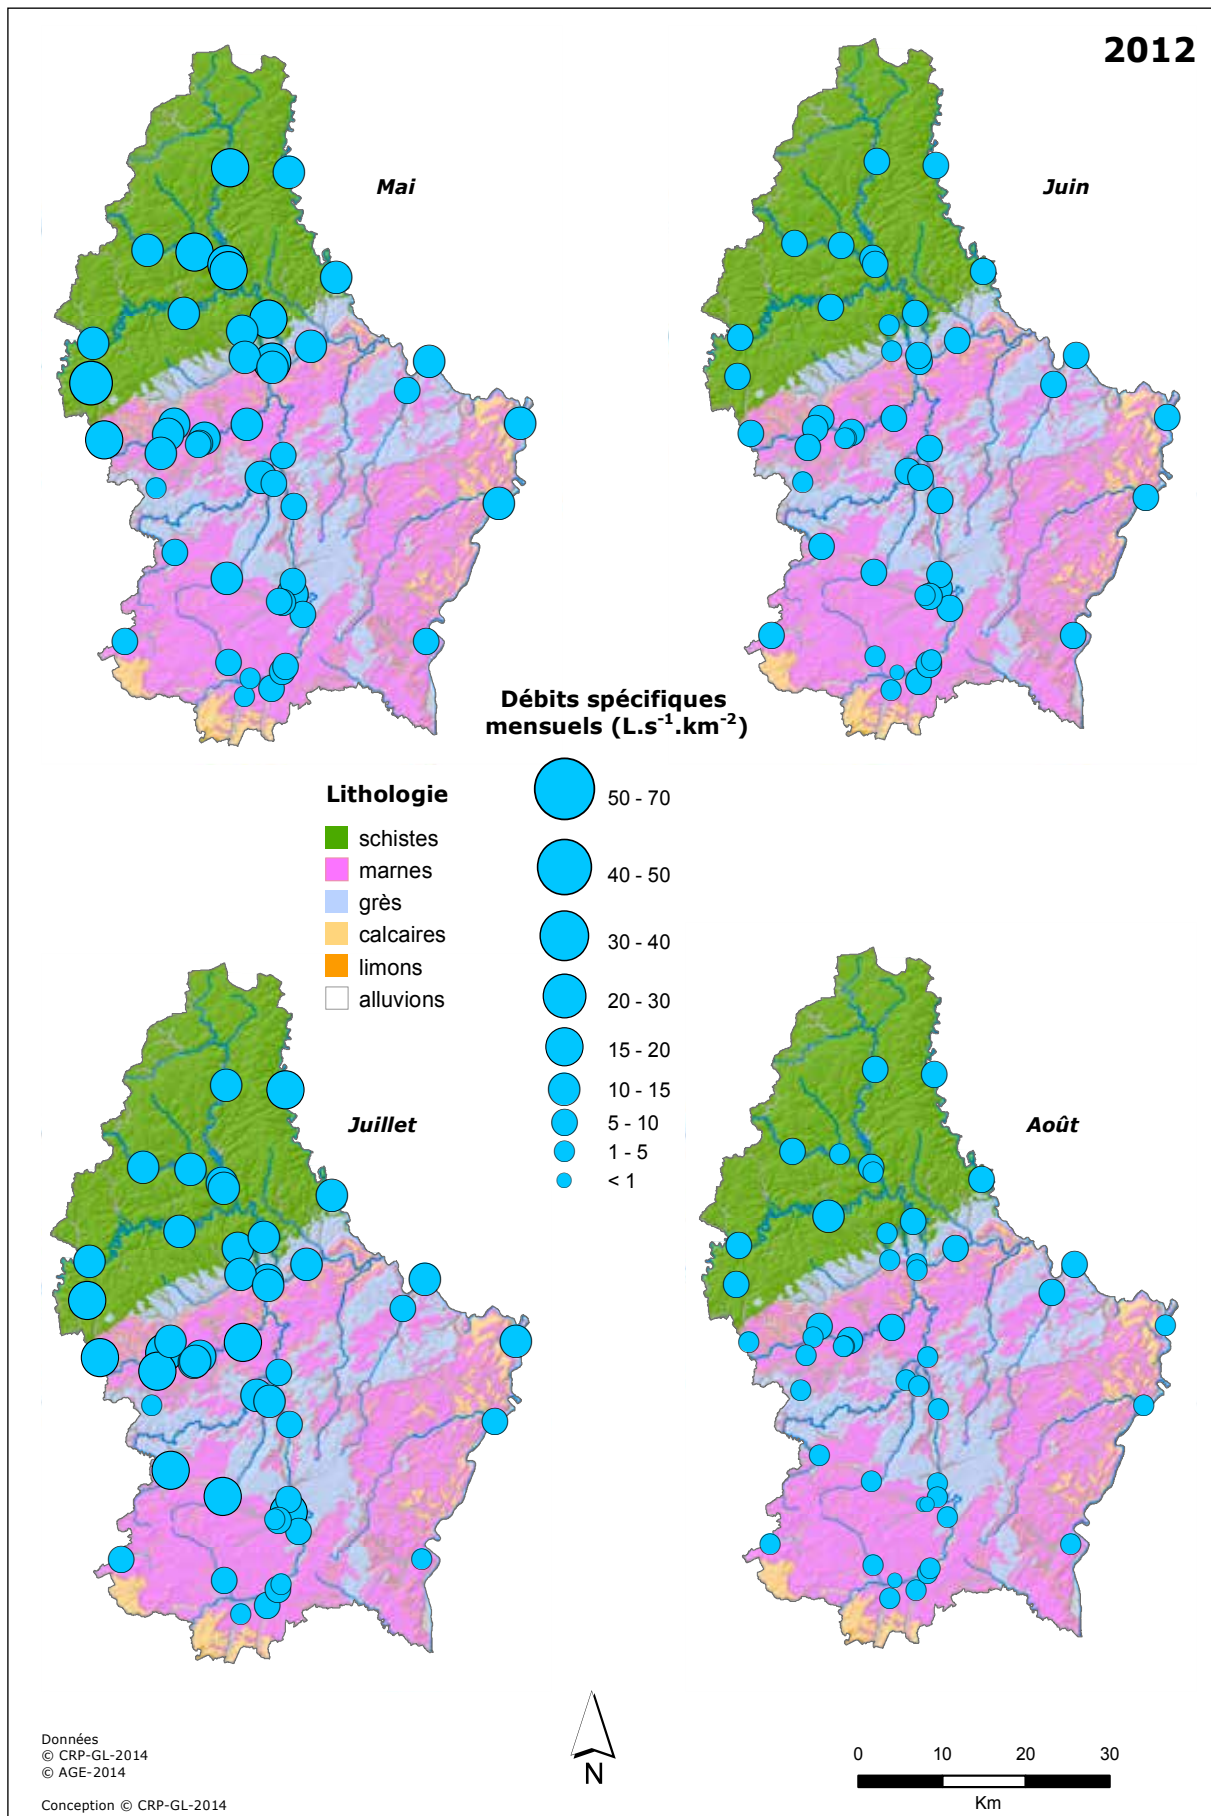 2012
Mai
Juin
Débits spécifiques
mensuels (L.s⁻¹.km⁻²)
50 - 70
40 - 50
30 - 40
20 - 30
15 - 20
10 - 15
5 - 10
1 - 5
< 1
Lithologie
schistes
marnes
grès
calcaires
limons
alluvions
Juillet
Août
Données
© CRP-GL-2014
© AGE-2014
Conception © CRP-GL-2014
N
0 10 20 30
Km